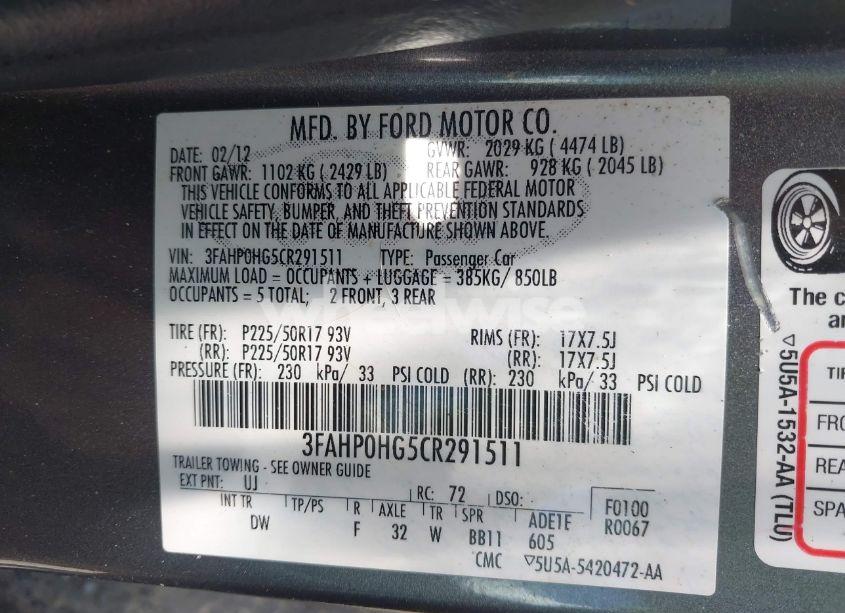 MFD. BY FORD MOTOR CO.
DATE: 02/12 GVWR: 2029 KG ( 4474 LB)
FRONT GAWR: 1102 KG ( 2429 LB) REAR GAWR: 928 KG ( 2045 LB)
THIS VEHICLE CONFORMS TO ALL APPLICABLE FEDERAL MOTOR
VEHICLE SAFETY, BUMPER, AND THEFT PREVENTION STANDARDS
IN EFFECT ON THE DATE OF MANUFACTURE SHOWN ABOVE.
VIN: 3FAHP0HG5CR291511 TYPE: Passenger Car
MAXIMUM LOAD = OCCUPANTS + LUGGAGE = 385KG/ 850LB
OCCUPANTS = 5 TOTAL; 2 FRONT, 3 REAR
TIRE (FR): P225/50R17 93V RIMS (FR): 17X7.5J
(RR): P225/50R17 93V (RR): 17X7.5J
PRESSURE (FR): 230 kPa/ 33 PSI COLD (RR): 230 kPa/ 33 PSI COLD
3FAHP0HG5CR291511
TRAILER TOWING - SEE OWNER GUIDE
EXT PNT: UJ RC: 72 DSO: F0100
INT TR TP/PS R AXLE TR SPR ADE1E R0067
DW F 32 W BB11 605
CMC ▽5U5A-5420472-AA
▽5U5A-1532-AA (TLU)
The